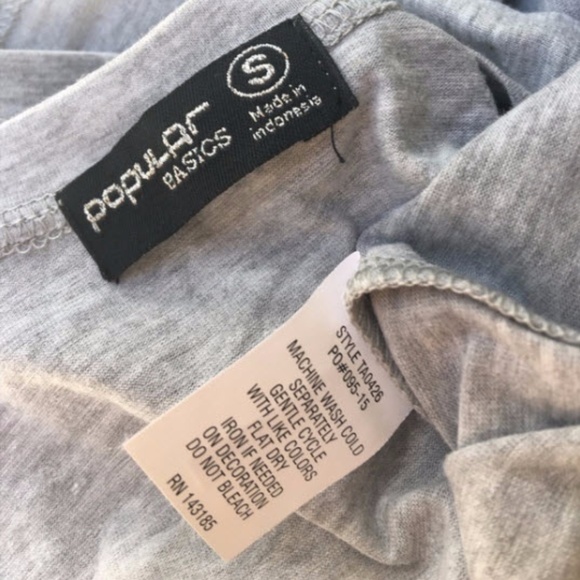 popular
BASICS
S
Made in
indonesia
STYLE TA0426
PO#095-15
MACHINE WASH COLD
SEPARATELY
GENTLE CYCLE
WITH LIKE COLORS
FLAT DRY
IRON IF NEEDED
ON DECORATION
DO NOT BLEACH
RN 143185